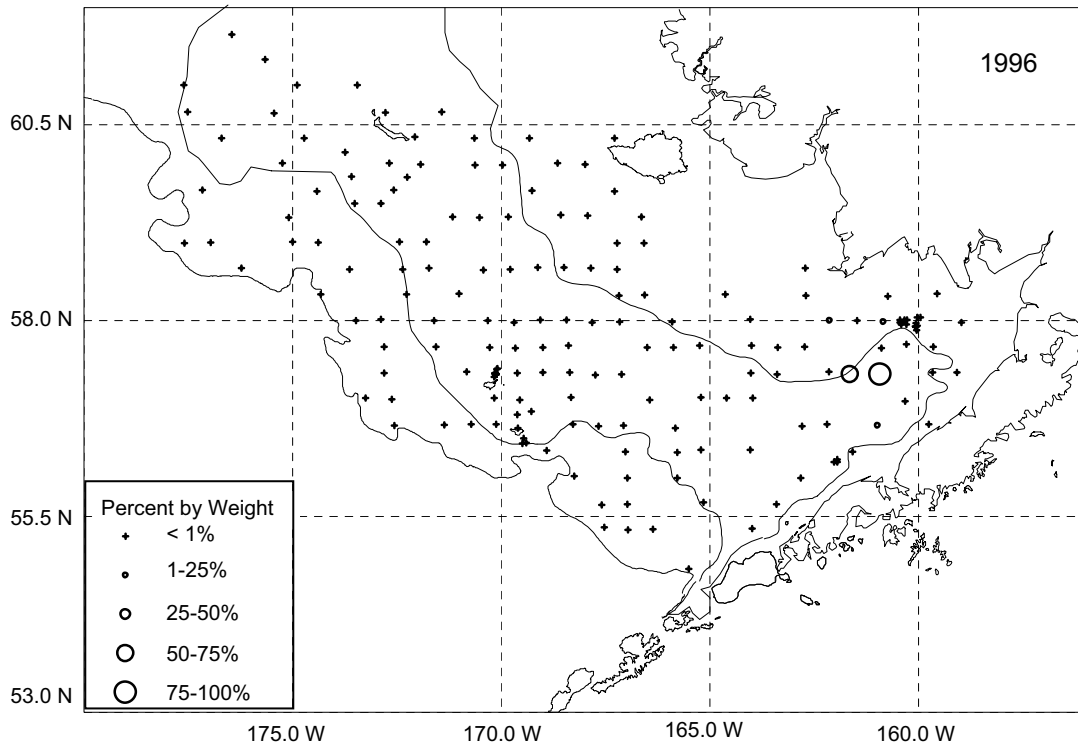 1996
60.5 N
58.0 N
55.5 N
53.0 N
Percent by Weight
< 1%
1-25%
25-50%
50-75%
75-100%
175.0 W
170.0 W
165.0 W
160.0 W